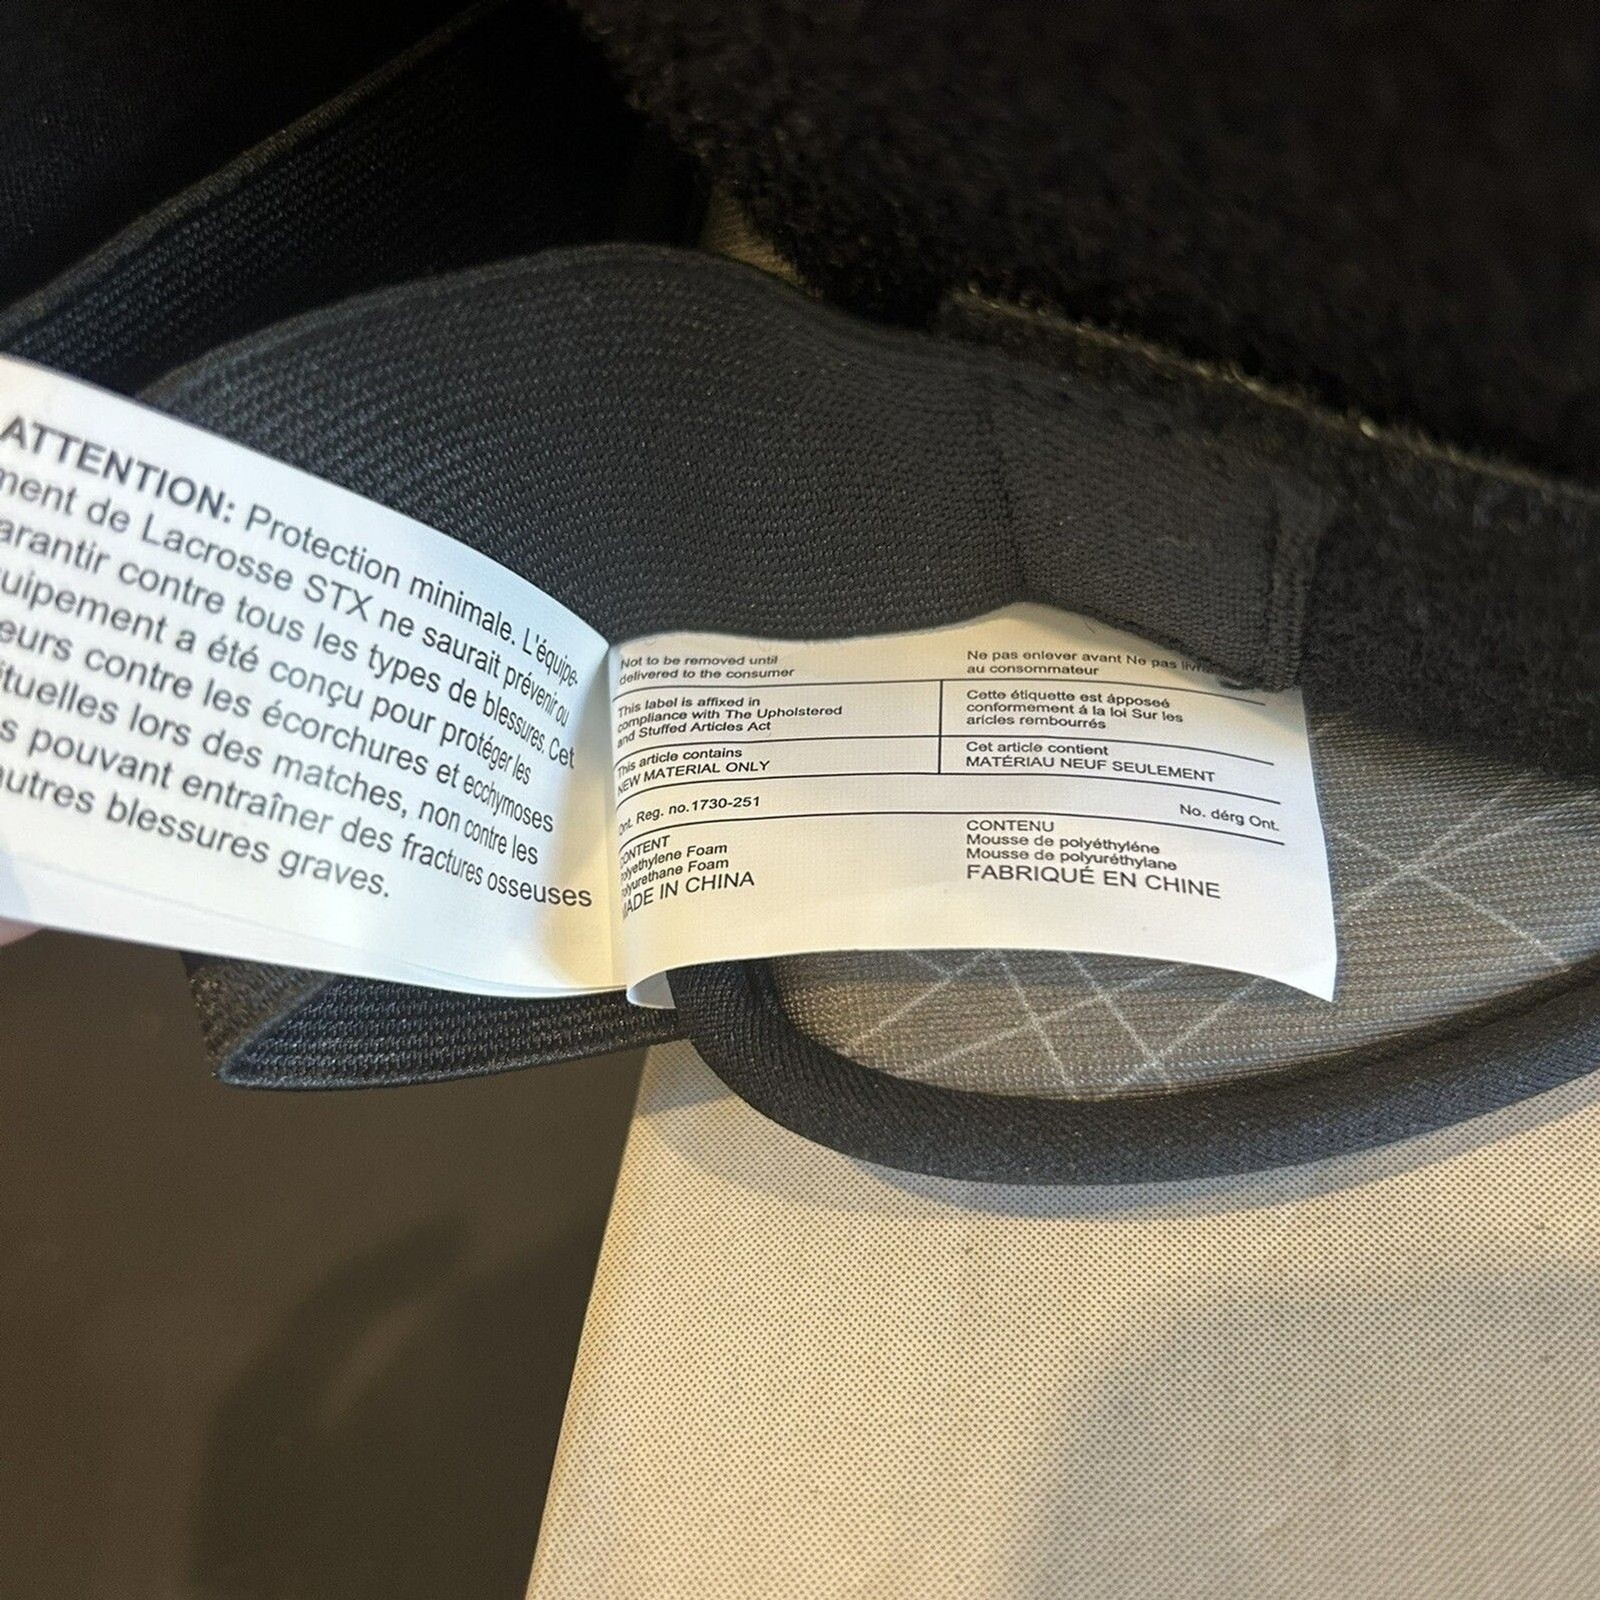 ATTENTION: Protection minimale. L'équipe-
ment de Lacrosse STX ne saurait prévenir ou
arantir contre tous les types de blessures. Cet
uipement a été conçu pour protéger les
eurs contre les écorchures et ecchymoses
ituelles lors des matches, non contre les
s pouvant entraîner des fractures osseuses
autres blessures graves.
Not to be removed until
delivered to the consumer
Ne pas enlever avant Ne pas
au consommateur
This label is affixed in
compliance with The Upholstered
and Stuffed Articles Act
Cette étiquette est ápposeé
conformement á la loi Sur les
aricles rembourrés
This article contains
NEW MATERIAL ONLY
Cet article contient
MATÉRIAU NEUF SEULEMENT
Ont. Reg. no.1730-251
No. dérg Ont.
CONTENT
Polyethylene Foam
Polyurethane Foam
MADE IN CHINA
CONTENU
Mousse de polyéthyléne
Mousse de polyuréthylane
FABRIQUÉ EN CHINE